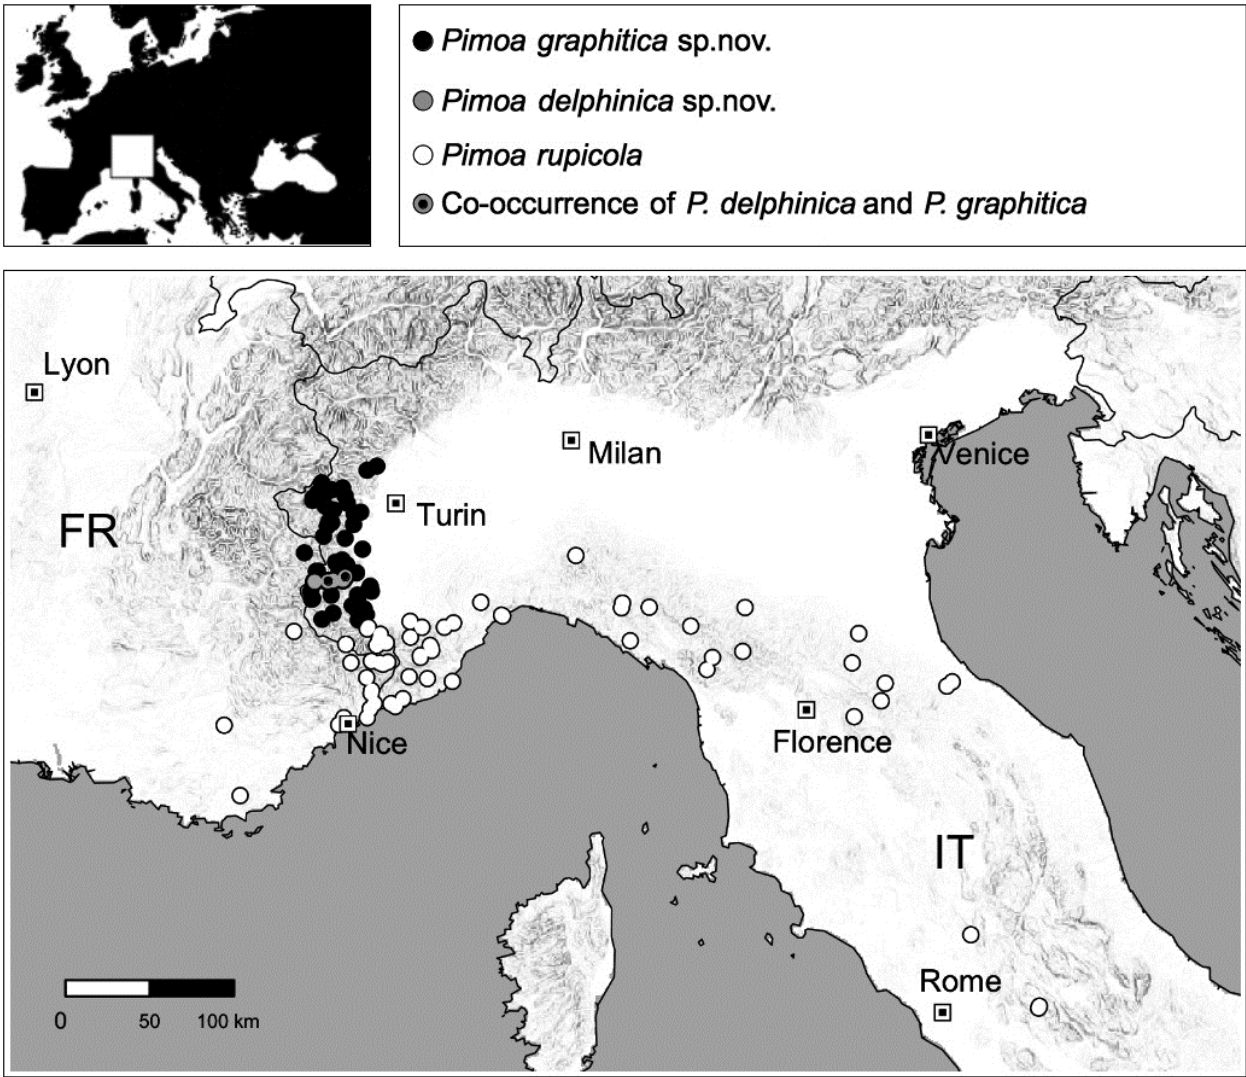 Pimoa graphitica sp.nov.
Pimoa delphinica sp.nov.
Pimoa rupicola
Co-occurrence of P. delphinica and P. graphitica
Lyon
Milan
Venice
Turin
FR
Nice
Florence
IT
Rome
0 50 100 km